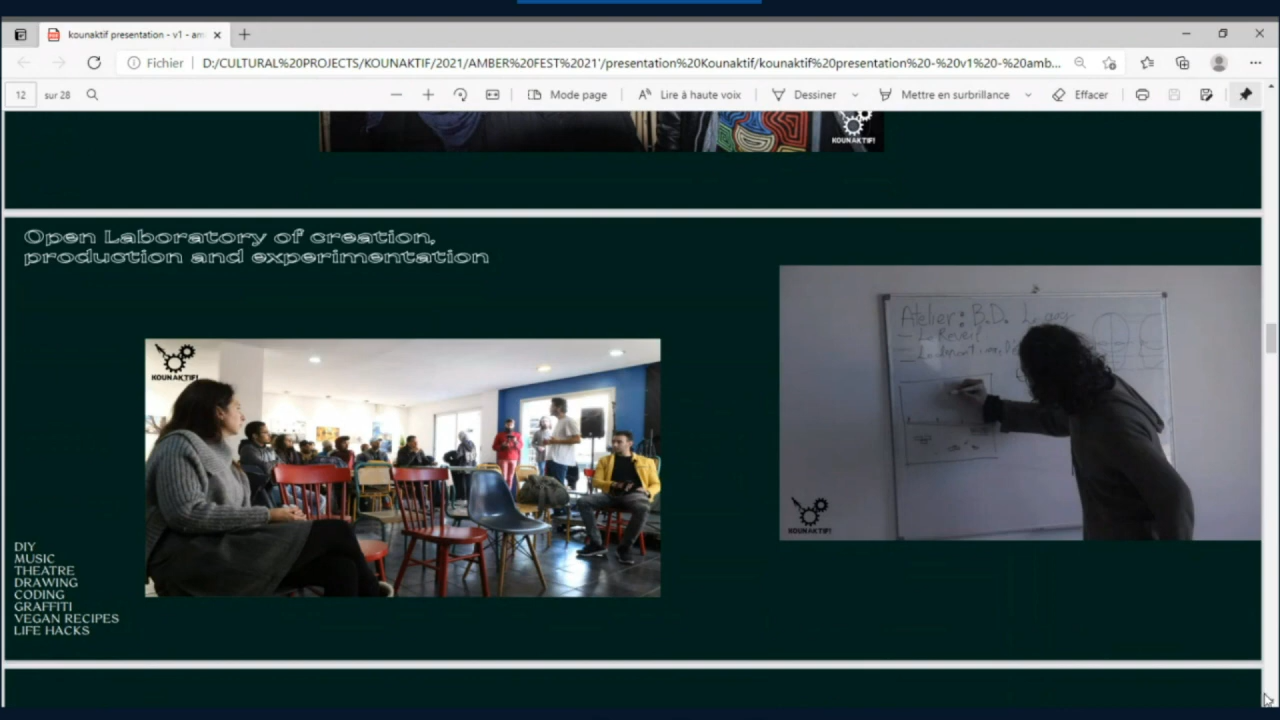 kounaktif presentation - v1 - am
Fichier
D:/CULTURAL%20PROJECTS/KOUNAKTIF/2021/AMBER%20FEST%2021'/presentation%20Kounaktif/kounaktif%20presentation%20-%20v1%20-%20amb...
12 sur 28
Mode page
Lire à haute voix
Dessiner
Mettre en surbrillance
Effacer
KOUNAKTIF!
Open Laboratory of creation,
production and experimentation
KOUNAKTIF!
Atelier: B.D.
KOUNAKTIF!
DIY
MUSIC
THEATRE
DRAWING
CODING
GRAFFITI
VEGAN RECIPES
LIFE HACKS